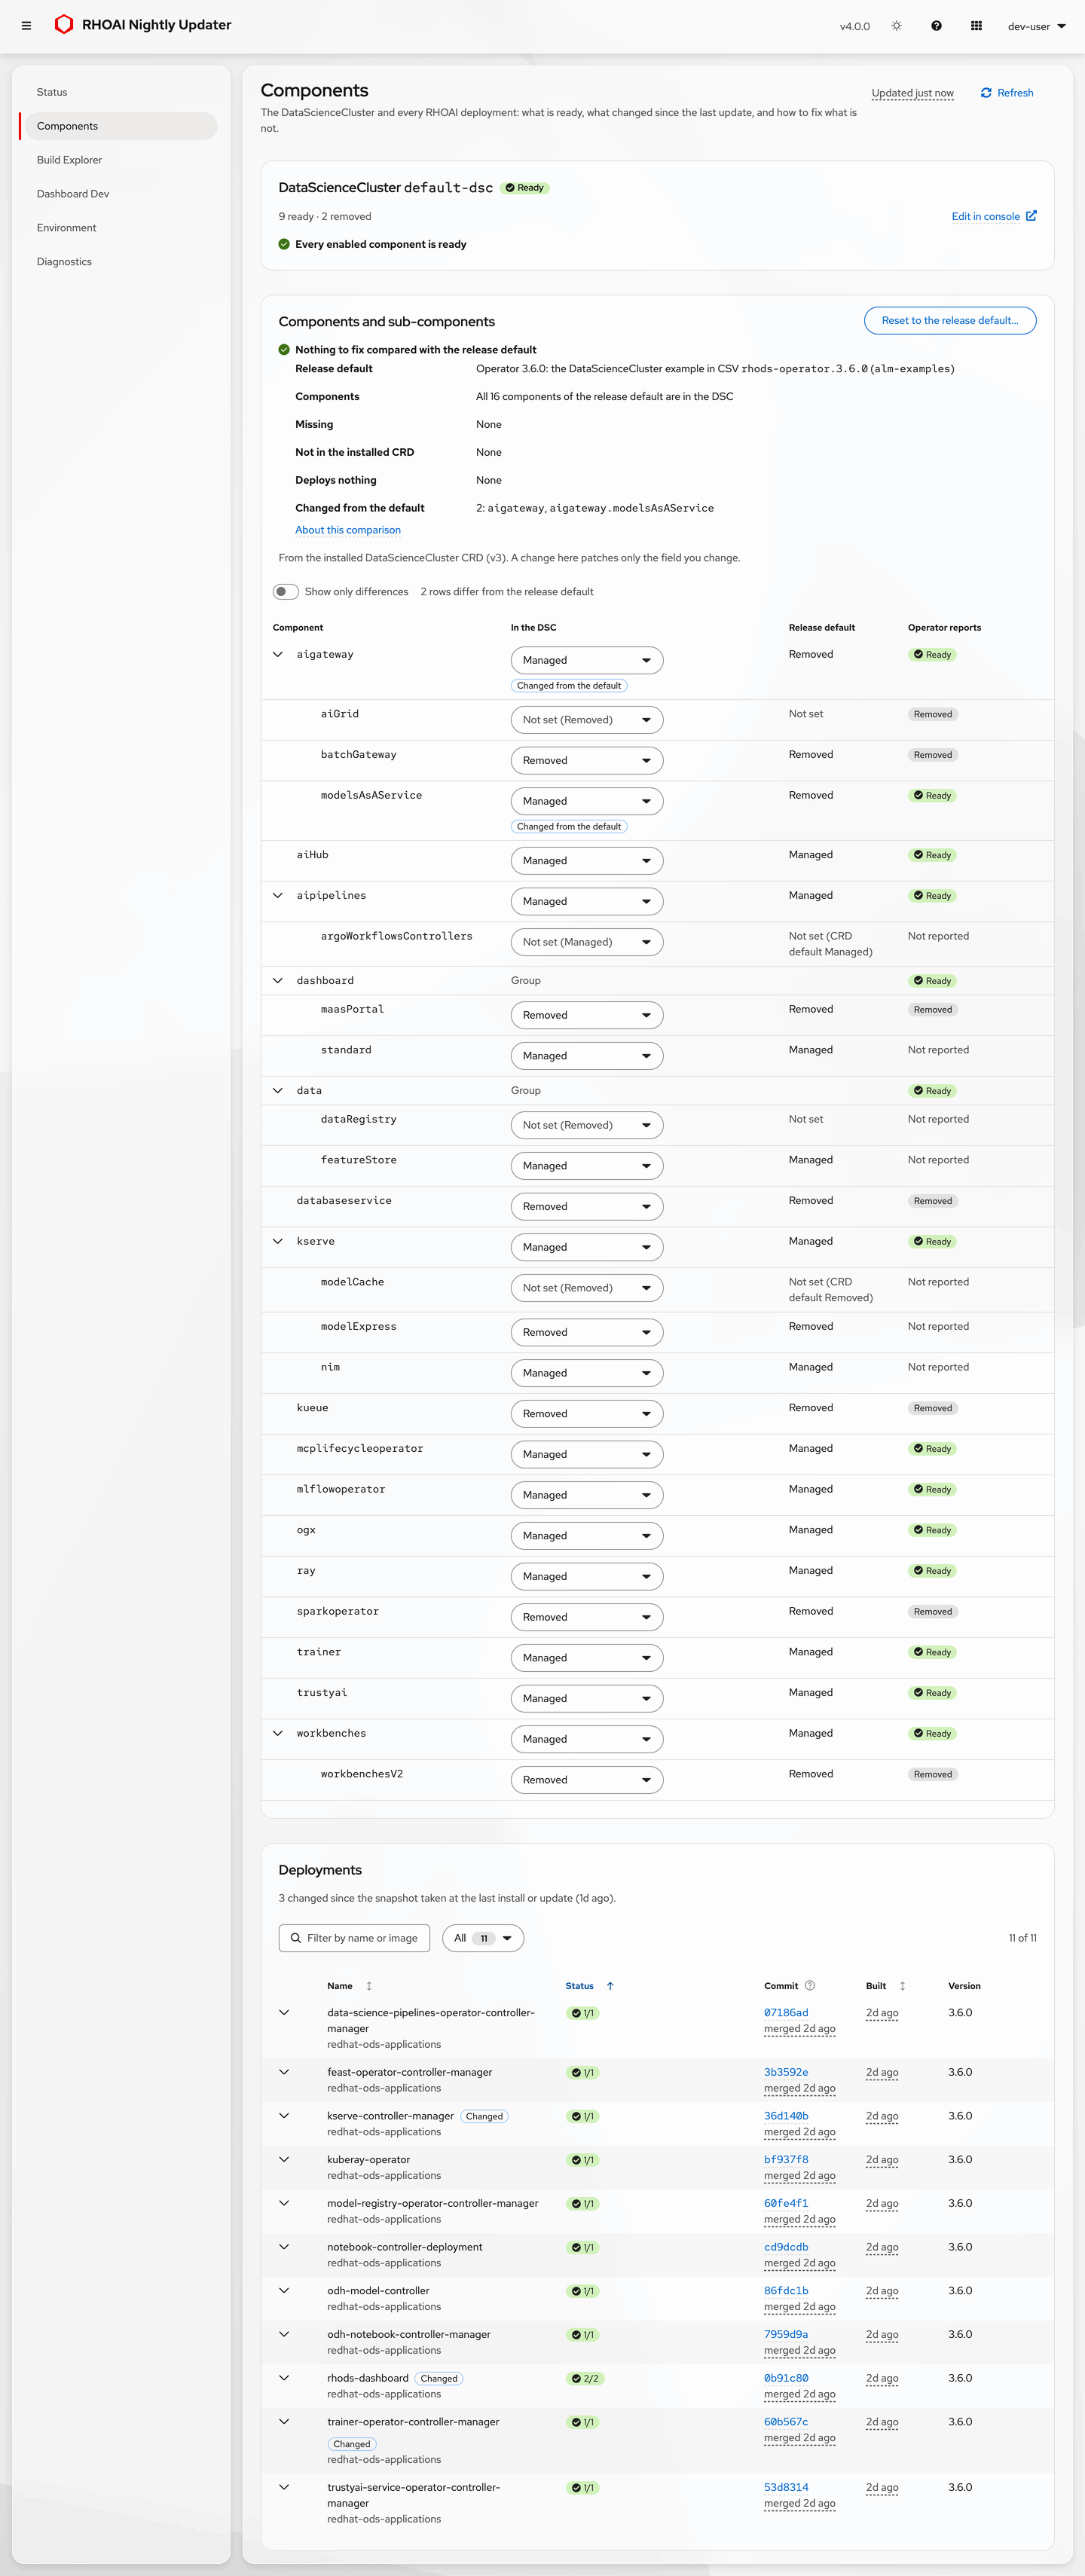 RHOAI Nightly Updater
v4.0.0
dev-user
Status
Components
Build Explorer
Dashboard Dev
Environment
Diagnostics
Components
Updated just now
Refresh
The DataScienceCluster and every RHOAI deployment: what is ready, what changed since the last update, and how to fix what is
not.
DataScienceCluster default-dsc Ready
9 ready · 2 removed
Edit in console
Every enabled component is ready
Components and sub-components
Reset to the release default...
Nothing to fix compared with the release default
Release default Operator 3.6.0: the DataScienceCluster example in CSV rhods-operator.3.6.0 (alm-examples)
Components All 16 components of the release default are in the DSC
Missing None
Not in the installed CRD None
Deploys nothing None
Changed from the default 2: aigateway, aigateway.modelsAsAService
About this comparison
From the installed DataScienceCluster CRD (v3). A change here patches only the field you change.
Show only differences 2 rows differ from the release default
Component In the DSC Release default Operator reports
aigateway Managed Removed Ready
Changed from the default
aiGrid Not set (Removed) Not set Removed
batchGateway Removed Removed Removed
modelsAsAService Managed Removed Ready
Changed from the default
aiHub Managed Managed Ready
aipipelines Managed Managed Ready
argoWorkflowsControllers Not set (Managed) Not set (CRD Not reported
default Managed)
dashboard Group Ready
maasPortal Removed Removed Removed
standard Managed Managed Not reported
data Group Ready
dataRegistry Not set (Removed) Not set Not reported
featureStore Managed Managed Not reported
databaseservice Removed Removed Removed
kserve Managed Managed Ready
modelCache Not set (Removed) Not set (CRD Not reported
default Removed)
modelExpress Removed Removed Not reported
nim Managed Managed Not reported
kueue Removed Removed Removed
mcplifecycleoperator Managed Managed Ready
mlflowoperator Managed Managed Ready
ogx Managed Managed Ready
ray Managed Managed Ready
sparkoperator Removed Removed Removed
trainer Managed Managed Ready
trustyai Managed Managed Ready
workbenches Managed Managed Ready
workbenchesV2 Removed Removed Removed
Deployments
3 changed since the snapshot taken at the last install or update (1d ago).
Filter by name or image
All 11
11 of 11
Name Status Commit Built Version
data-science-pipelines-operator-controller- 1/1 07186ad 2d ago 3.6.0
manager merged 2d ago
redhat-ods-applications
feast-operator-controller-manager 1/1 3b3592e 2d ago 3.6.0
redhat-ods-applications merged 2d ago
kserve-controller-manager Changed 1/1 36d140b 2d ago 3.6.0
redhat-ods-applications merged 2d ago
kuberay-operator 1/1 bf937f8 2d ago 3.6.0
redhat-ods-applications merged 2d ago
model-registry-operator-controller-manager 1/1 60fe4f1 2d ago 3.6.0
redhat-ods-applications merged 2d ago
notebook-controller-deployment 1/1 cd9dcdb 2d ago 3.6.0
redhat-ods-applications merged 2d ago
odh-model-controller 1/1 86fdc1b 2d ago 3.6.0
redhat-ods-applications merged 2d ago
odh-notebook-controller-manager 1/1 7959d9a 2d ago 3.6.0
redhat-ods-applications merged 2d ago
rhods-dashboard Changed 2/2 0b91c80 2d ago 3.6.0
redhat-ods-applications merged 2d ago
trainer-operator-controller-manager 1/1 60b567c 2d ago 3.6.0
Changed merged 2d ago
redhat-ods-applications
trustyai-service-operator-controller- 1/1 53d8314 2d ago 3.6.0
manager merged 2d ago
redhat-ods-applications